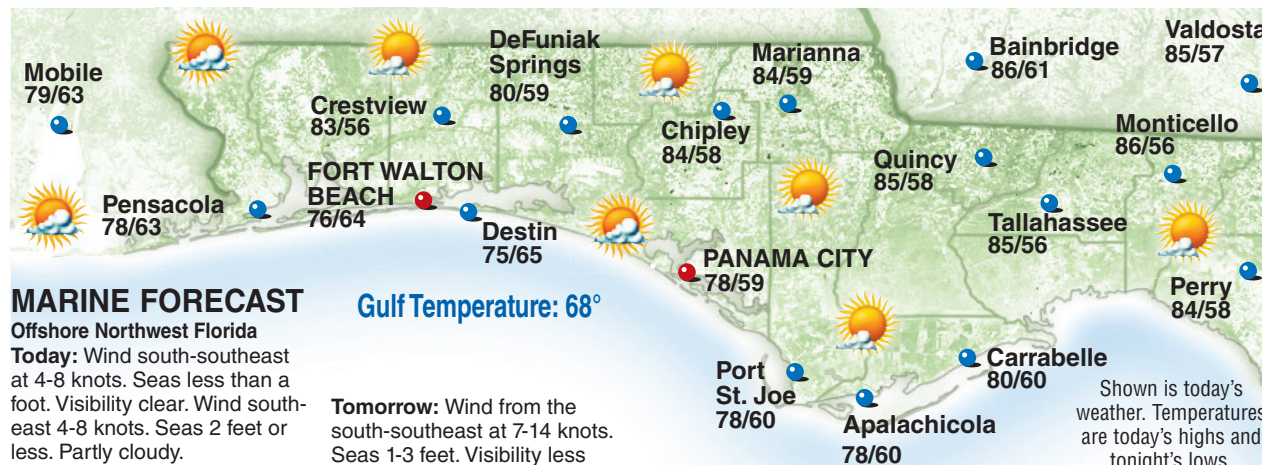 Mobile
79/63
Pensacola
78/63
Crestview
83/56
FORT WALTON
BEACH
76/64
DeFuniak
Springs
80/59
Destin
75/65
Chipley
84/58
Marianna
84/59
PANAMA CITY
78/59
Bainbridge
86/61
Valdosta
85/57
Quincy
85/58
Monticello
86/56
Tallahassee
85/56
Perry
84/58
Port
St. Joe
78/60
Apalachicola
78/60
Carrabelle
80/60
Gulf Temperature: 68°
MARINE FORECAST
Offshore Northwest Florida
Today: Wind south-southeast
at 4-8 knots. Seas less than a
foot. Visibility clear. Wind south-
east 4-8 knots. Seas 2 feet or
less. Partly cloudy.
Tomorrow: Wind from the
south-southeast at 7-14 knots.
Seas 1-3 feet. Visibility less
Shown is today's
weather. Temperatures
are today's highs and
tonight's lows